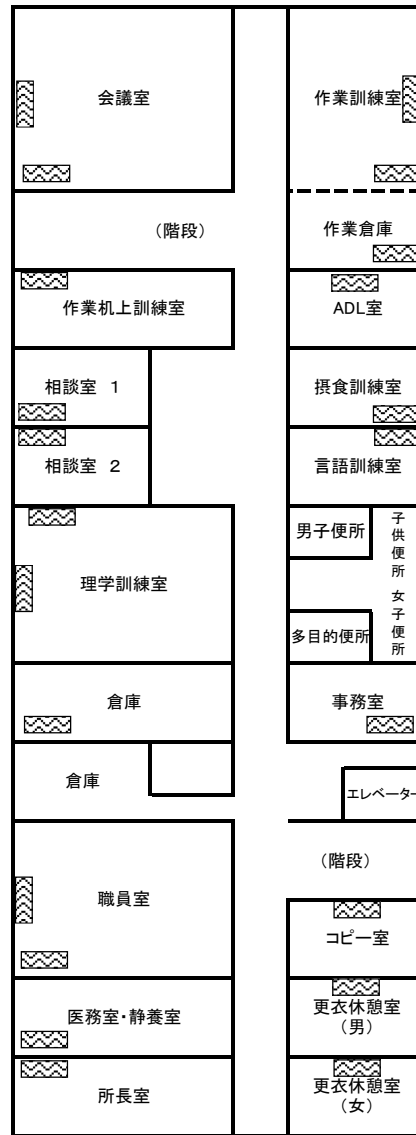 会議室
作業訓練室
（階段）
作業倉庫
作業机上訓練室
ADL室
相談室 1
摂食訓練室
相談室 2
言語訓練室
男子便所
子供便所
理学訓練室
女子便所
多目的便所
倉庫
事務室
倉庫
エレベーター
（階段）
職員室
コピー室
医務室・静養室
更衣休憩室
（男）
所長室
更衣休憩室
（女）